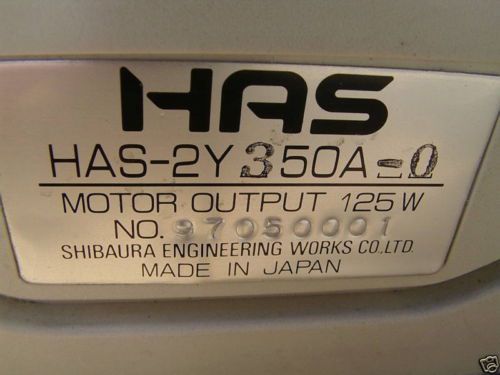 HAS
HAS-2Y350A-0
MOTOR OUTPUT 125W
NO. 97050001
SHIBAURA ENGINEERING WORKS CO.LTD.
MADE IN JAPAN